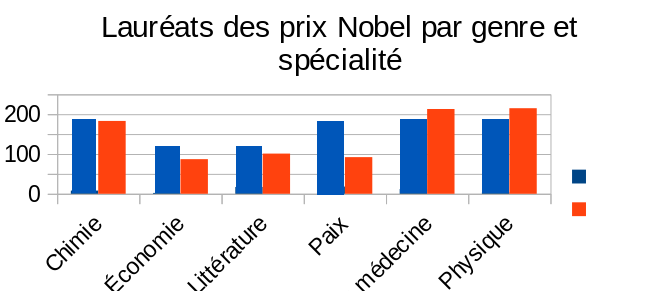 Lauréats des prix Nobel par genre et
spécialité
200
100
0
Chimie
Économie
Littérature
Paix
médecine
Physique